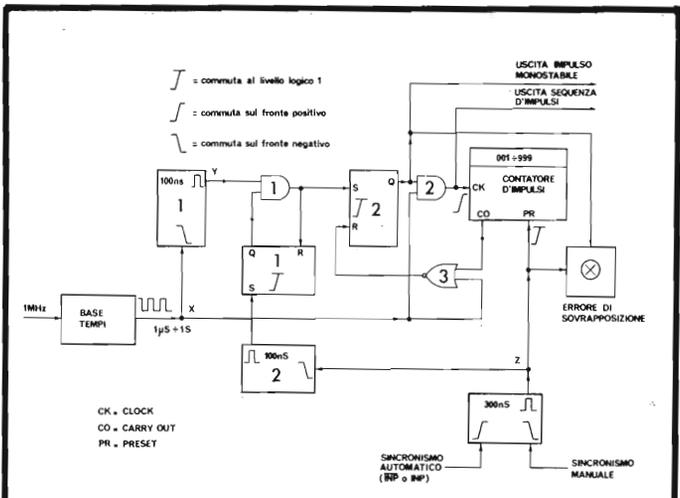 USCITA IMPULSO
MONOSTABILE
USCITA SEQUENZA
D'IMPULSI
= commuta al livello logico 1
= commuta sul fronte positivo
= commuta sul fronte negativo
001÷999
CONTATORE
D'IMPULSI
CK
CO
PR
100ns
1
Y
1
S
Q
2
R
2
Q
R
1
S
3
ERRORE DI
SOVRAPPOSIZIONE
1MHz
BASE
TEMPI
X
1µS÷1S
100nS
2
Z
300nS
CK = CLOCK
CO = CARRY OUT
PR = PRESET
SINCRONISMO
AUTOMATICO
(I̅N̅P̅ o INP)
SINCRONISMO
MANUALE